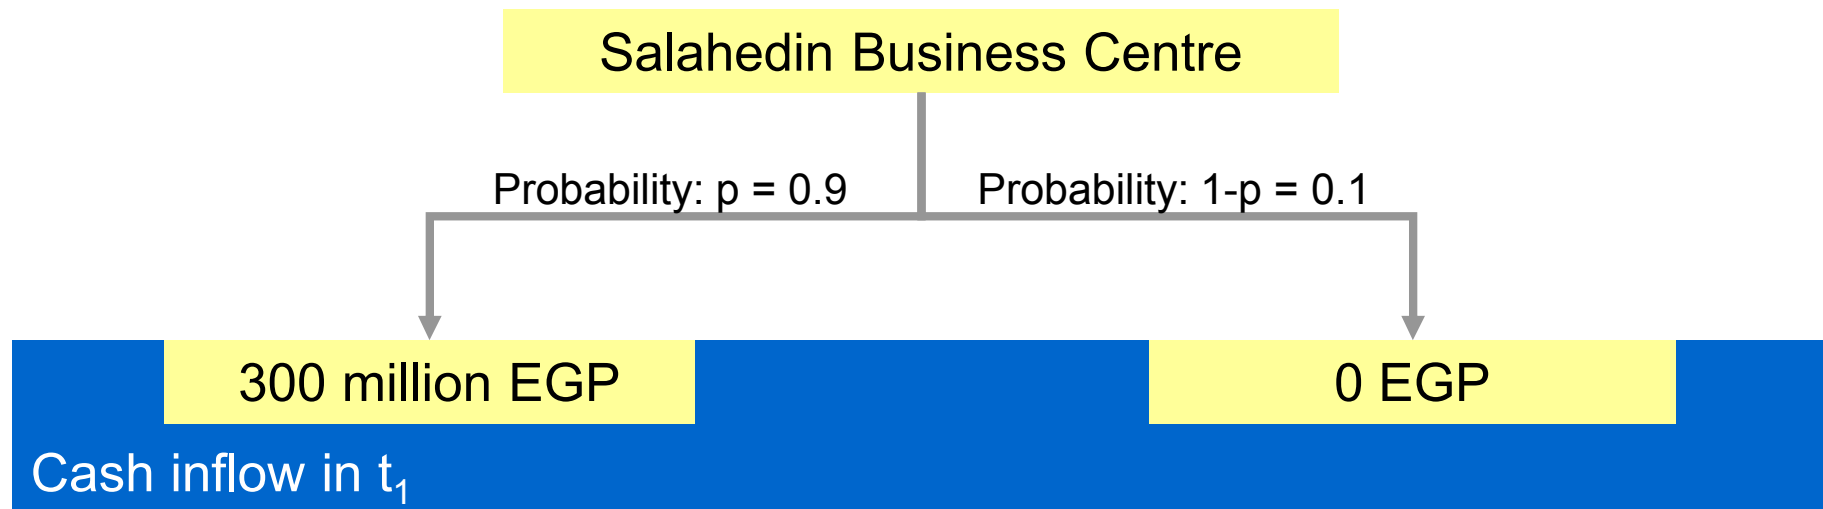 Salahedin Business Centre
Probability: p = 0.9
Probability: 1-p = 0.1
300 million EGP
0 EGP
Cash inflow in t₁